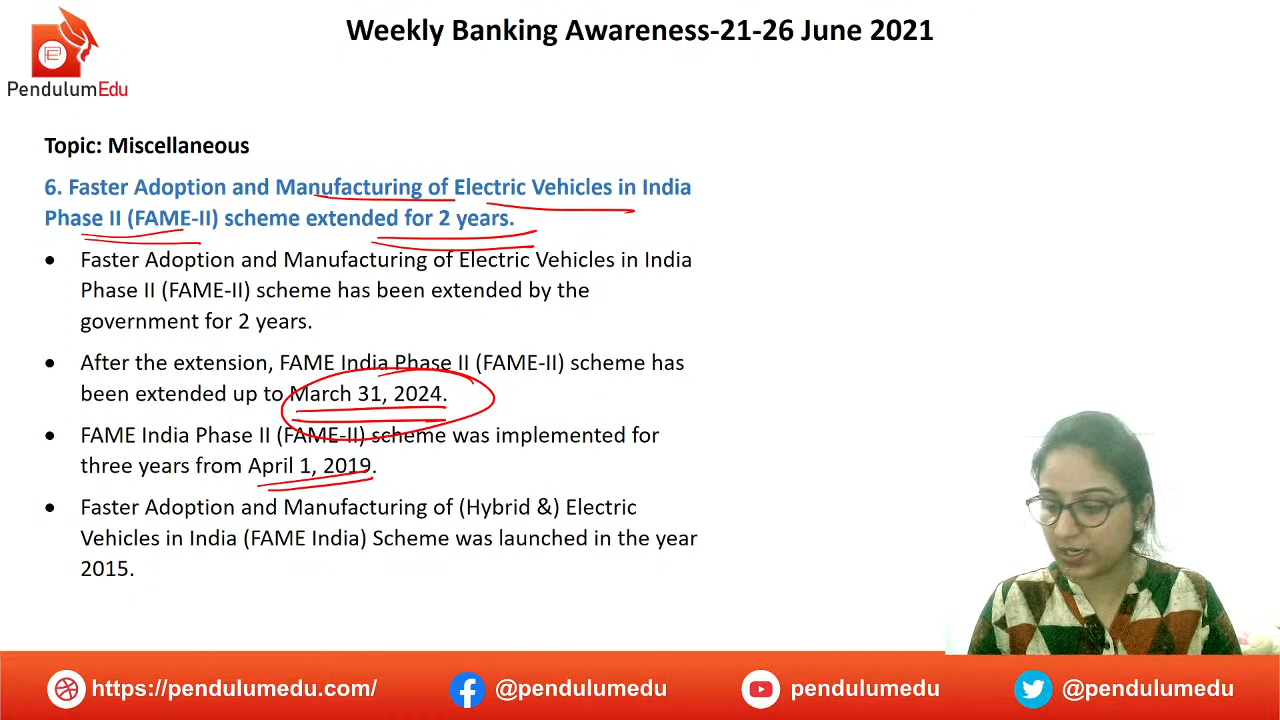 Weekly Banking Awareness-21-26 June 2021
PendulumEdu
Topic: Miscellaneous
6. Faster Adoption and Manufacturing of Electric Vehicles in India
Phase II (FAME-II) scheme extended for 2 years.
• Faster Adoption and Manufacturing of Electric Vehicles in India
Phase II (FAME-II) scheme has been extended by the
government for 2 years.
• After the extension, FAME India Phase II (FAME-II) scheme has
been extended up to March 31, 2024.
• FAME India Phase II (FAME-II) scheme was implemented for
three years from April 1, 2019.
• Faster Adoption and Manufacturing of (Hybrid &) Electric
Vehicles in India (FAME India) Scheme was launched in the year
2015.
https://pendulumedu.com/ @pendulumedu pendulumedu @pendulumedu